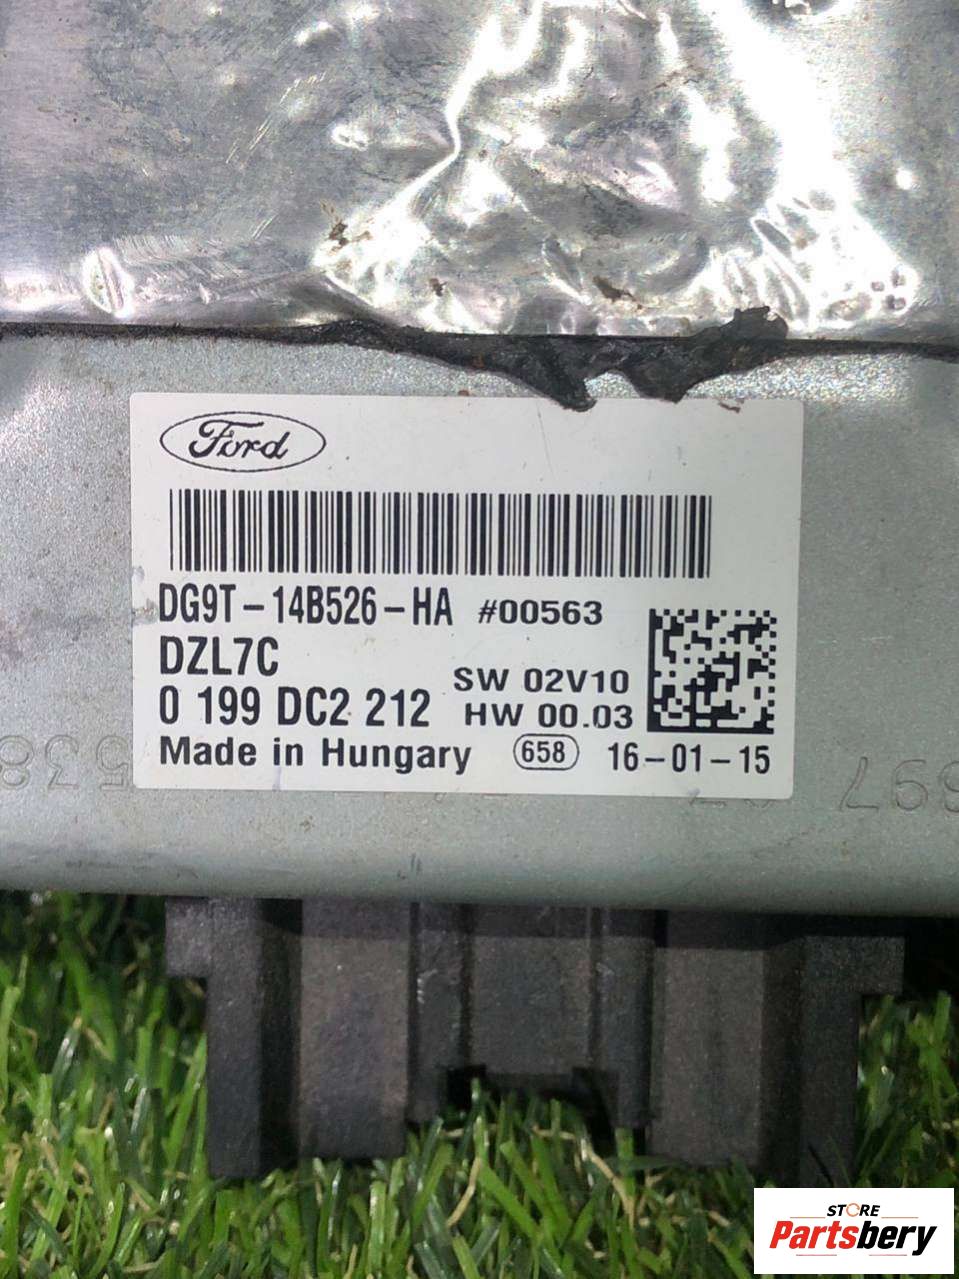 Ford
DG9T-14B526-HA #00563
DZL7C
SW 02V10
0 199 DC2 212 HW 00.03
Made in Hungary 658 16-01-15
STORE
Partsbery